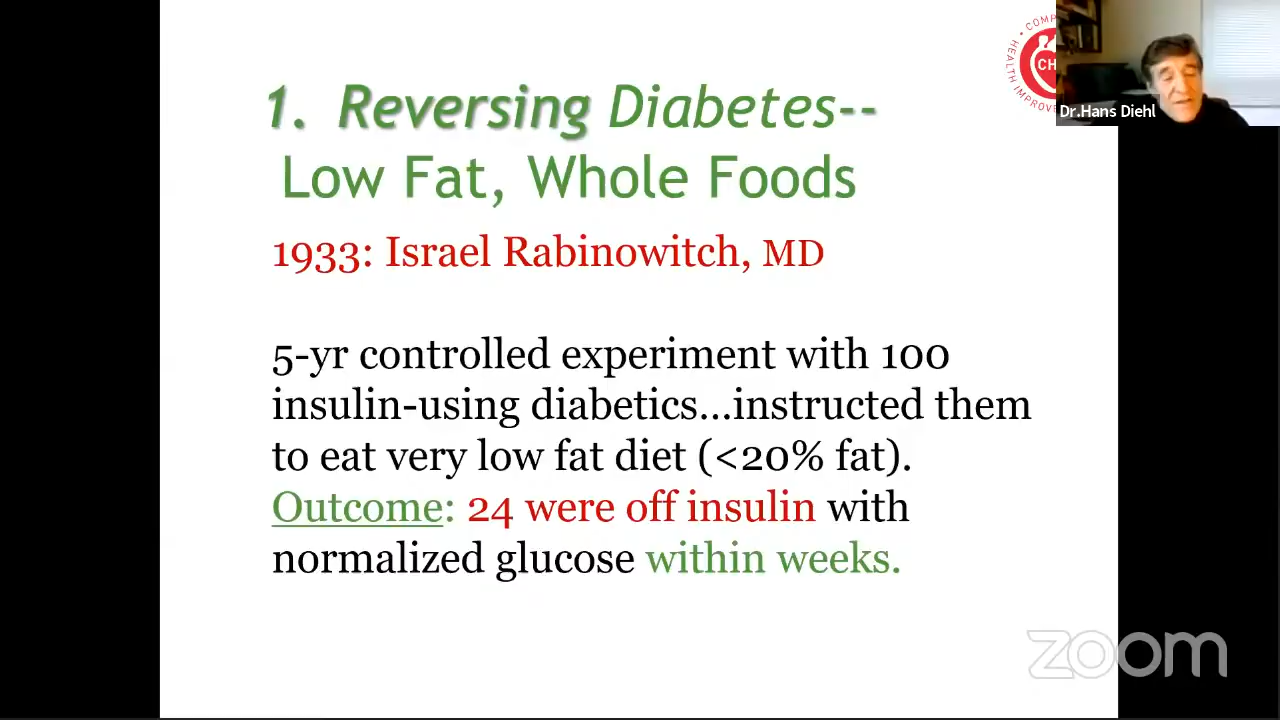 1. Reversing Diabetes--
Low Fat, Whole Foods
1933: Israel Rabinowitch, MD
5-yr controlled experiment with 100
insulin-using diabetics...instructed them
to eat very low fat diet (<20% fat).
Outcome: 24 were off insulin with
normalized glucose within weeks.
Dr.Hans Diehl
zoom